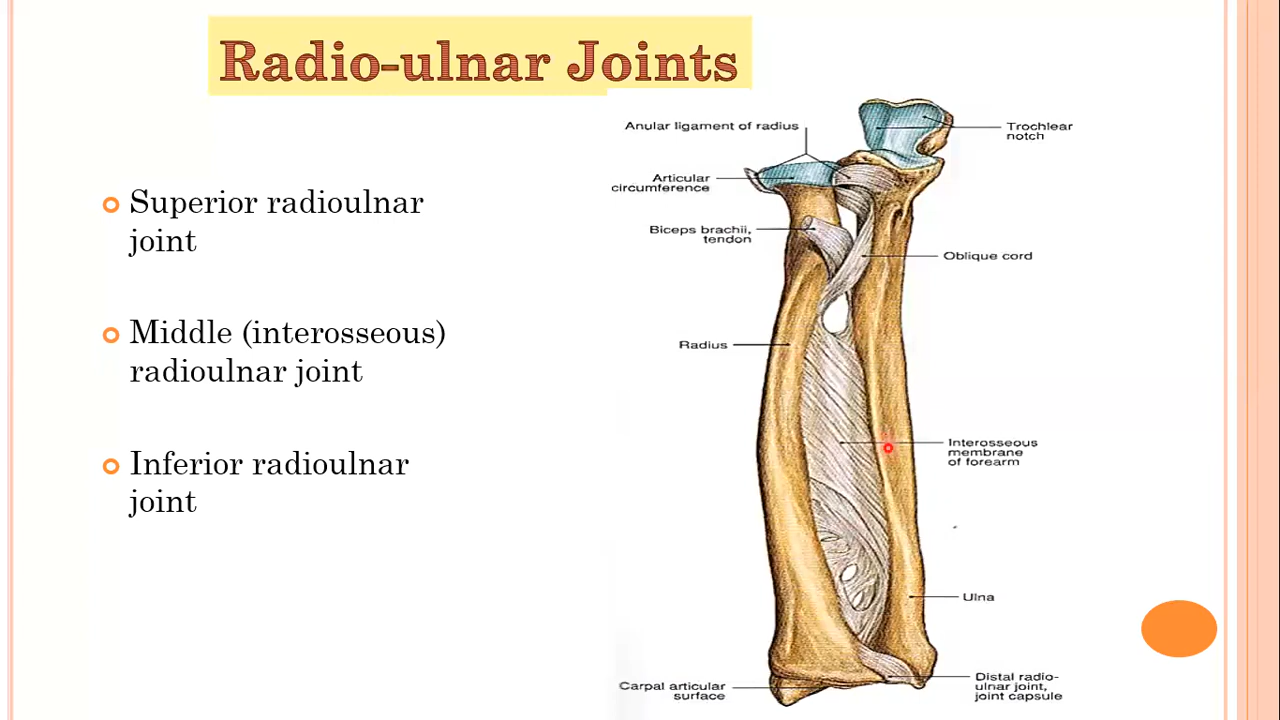 Radio-ulnar Joints
Superior radioulnar
joint
Middle (interosseous)
radioulnar joint
Inferior radioulnar
joint
Anular ligament of radius
Articular
circumference
Biceps brachii,
tendon
Radius
Carpal articular
surface
Trochlear
notch
Oblique cord
Interosseous
membrane
of forearm
Ulna
Distal radio-
ulnar joint,
joint capsule